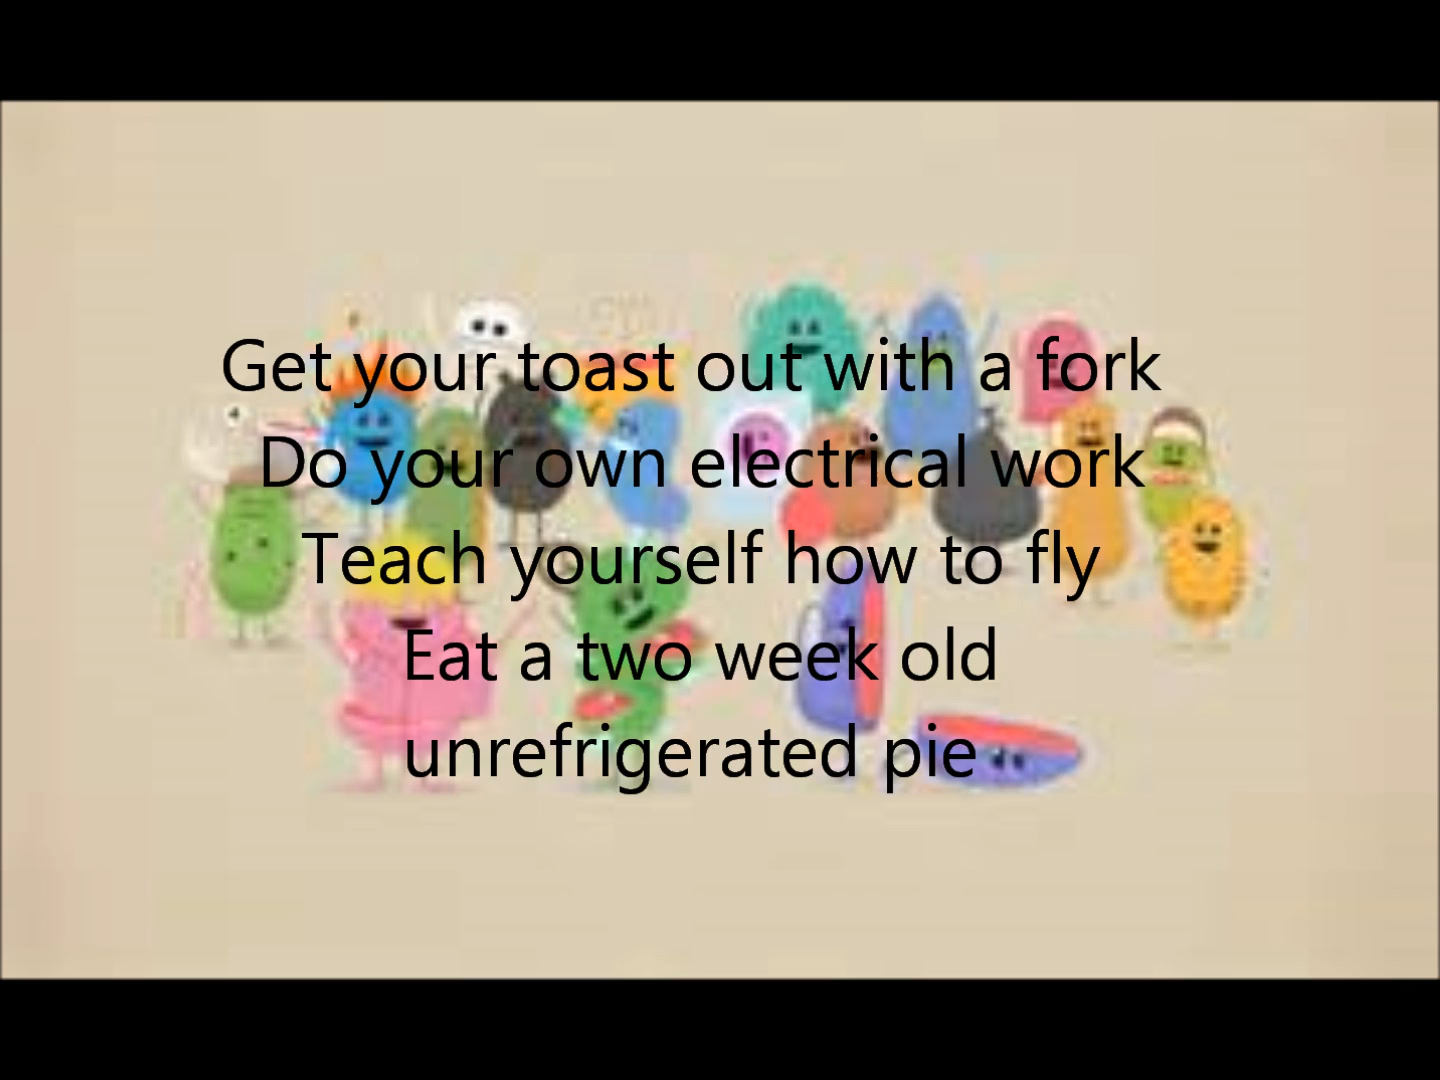 Get your toast out with a fork
Do your own electrical work
Teach yourself how to fly
Eat a two week old
unrefrigerated pie